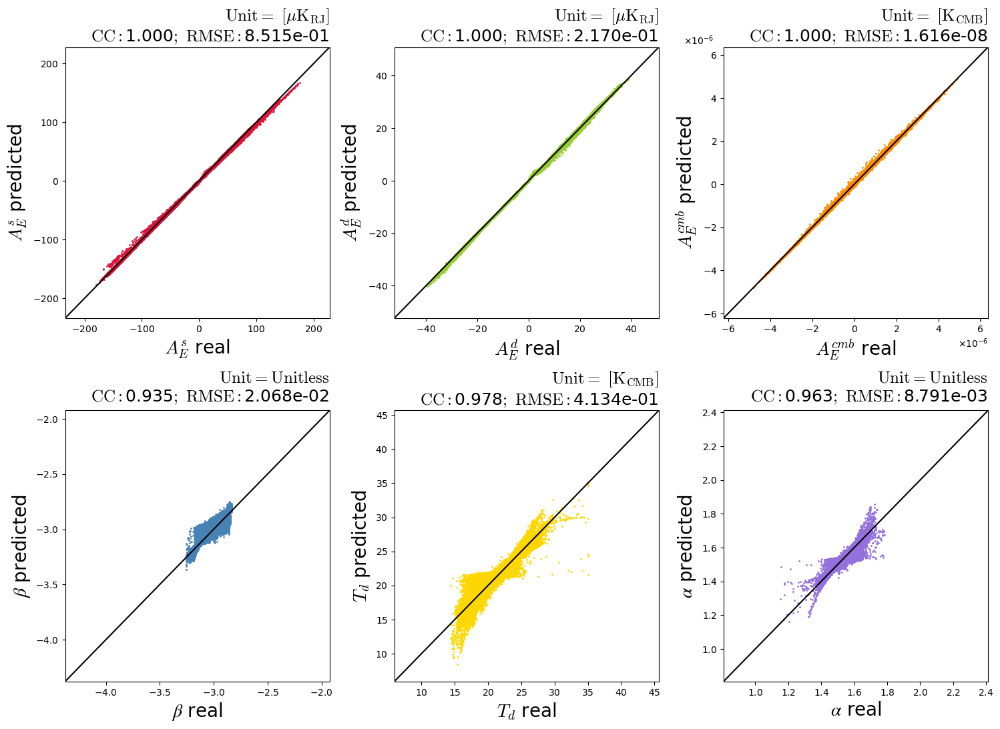 Unit = [μK_RJ]
CC: 1.000; RMSE: 8.515e-01
200
100
0
−100
−200
A_E^s predicted
−200 −100 0 100 200
A_E^s real
Unit = [μK_RJ]
CC: 1.000; RMSE: 2.170e-01
40
20
0
−20
−40
A_E^d predicted
−40 −20 0 20 40
A_E^d real
Unit = [K_CMB]
CC: 1.000; RMSE: 1.616e-08
×10^−6
6
4
2
0
−2
−4
−6
A_E^cmb predicted
−6 −4 −2 0 2 4 6
×10^−6
A_E^cmb real
Unit = Unitless
CC: 0.935; RMSE: 2.068e-02
−2.0
−2.5
−3.0
−3.5
−4.0
β predicted
−4.0 −3.5 −3.0 −2.5 −2.0
β real
Unit = [K_CMB]
CC: 0.978; RMSE: 4.134e-01
45
40
35
30
25
20
15
10
T_d predicted
10 15 20 25 30 35 40 45
T_d real
Unit = Unitless
CC: 0.963; RMSE: 8.791e-03
2.4
2.2
2.0
1.8
1.6
1.4
1.2
1.0
α predicted
1.0 1.2 1.4 1.6 1.8 2.0 2.2 2.4
α real